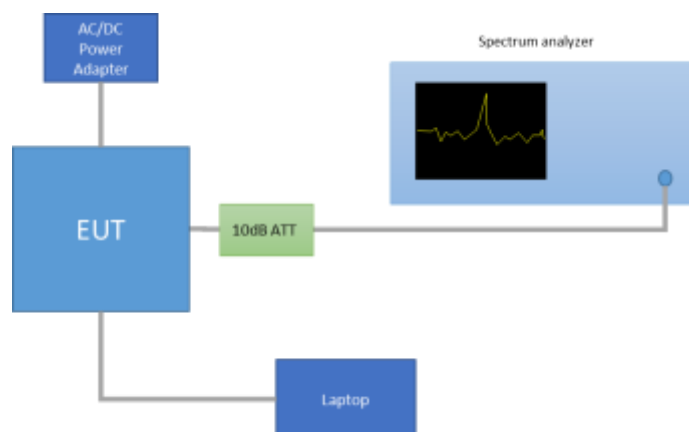 AC/DC
Power
Adapter
Spectrum analyzer
EUT
10dB ATT
Laptop